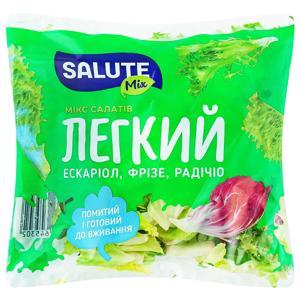 SALUTE
Mix
МІКС САЛАТІВ
ЛЕГКИЙ
ЕСКАРІОЛ, ФРІЗЕ, РАДІЧІО
ПОМИТИЙ
І ГОТОВИЙ
ДО ВЖИВАННЯ